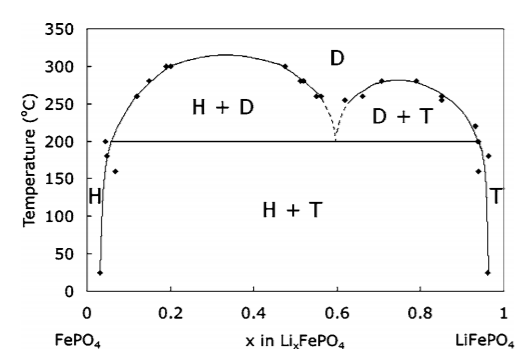 350
300
250
200
150
100
50
0
Temperature (°C)
D
H + D
D + T
H
H + T
T
0 0.2 0.4 0.6 0.8 1
FePO₄ x in LiₓFePO₄ LiFePO₄